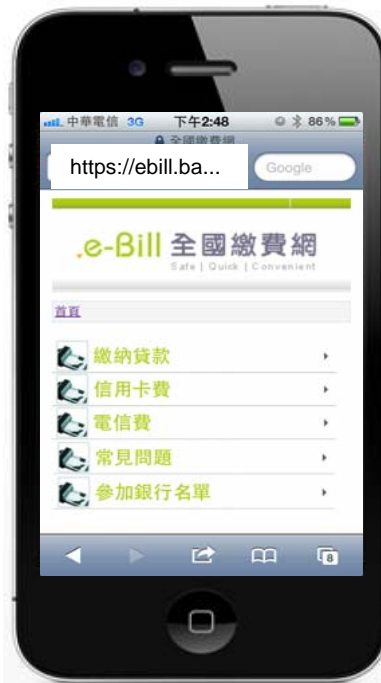 中華電信 3G 下午2:48 86%
全國繳費網
https://ebill.ba...
Google
e-Bill 全國繳費網
Safe | Quick | Convenient
首頁
繳納貸款
信用卡費
電信費
常見問題
參加銀行名單
8